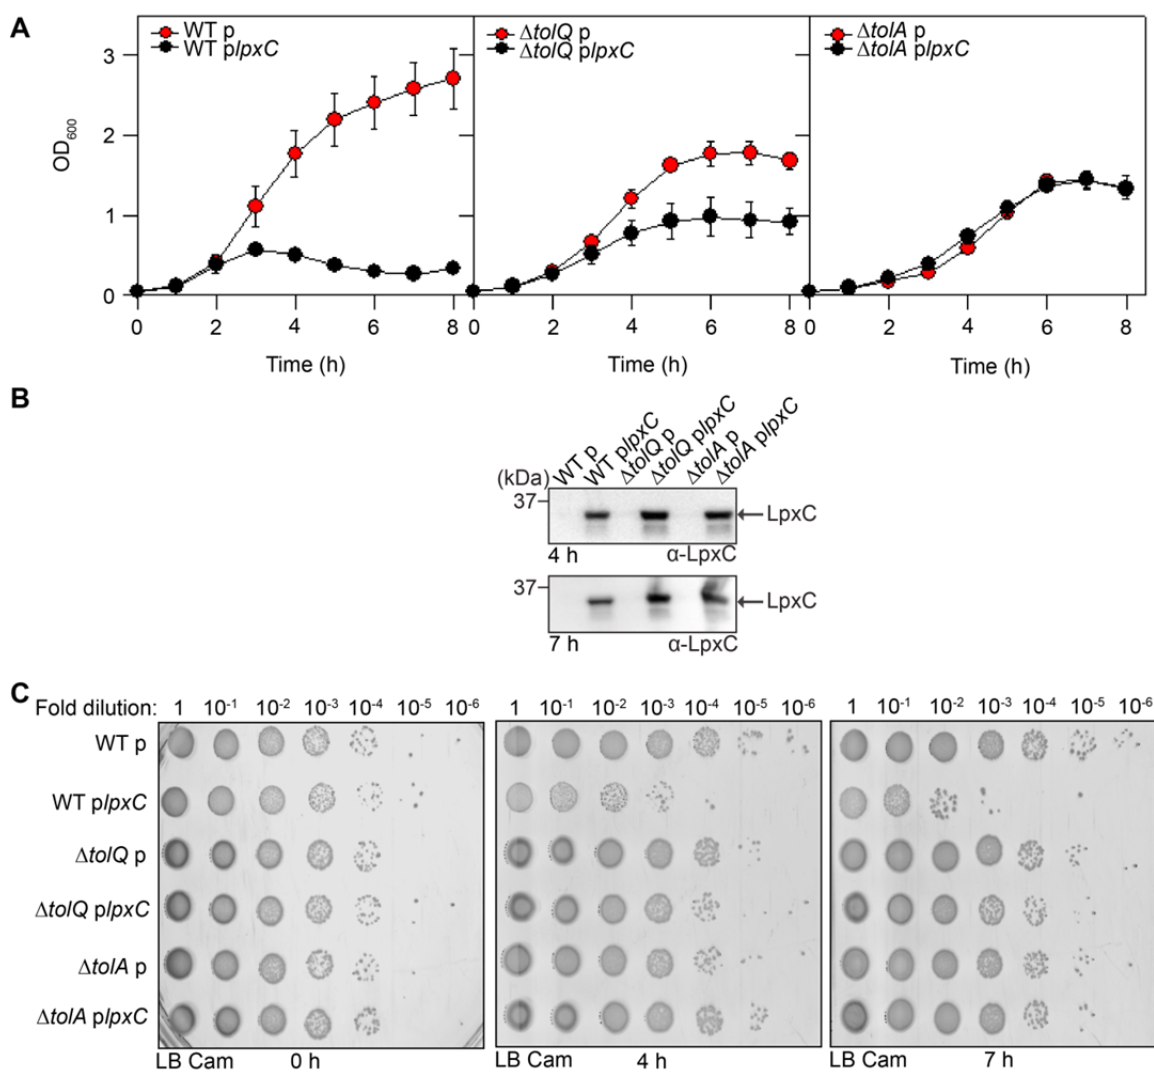 A
WT p
WT plpxC
ΔtolQ p
ΔtolQ plpxC
ΔtolA p
ΔtolA plpxC
OD600
3
2
1
0
0 2 4 6 8
0 2 4 6 8
0 2 4 6 8
Time (h)
Time (h)
Time (h)
B
WT p
WT plpxC
ΔtolQ p
ΔtolQ plpxC
ΔtolA p
ΔtolA plpxC
(kDa)
37
LpxC
4 h α-LpxC
37
LpxC
7 h α-LpxC
C
Fold dilution: 1 10-1 10-2 10-3 10-4 10-5 10-6
1 10-1 10-2 10-3 10-4 10-5 10-6
1 10-1 10-2 10-3 10-4 10-5 10-6
WT p
WT plpxC
ΔtolQ p
ΔtolQ plpxC
ΔtolA p
ΔtolA plpxC
LB Cam 0 h
LB Cam 4 h
LB Cam 7 h